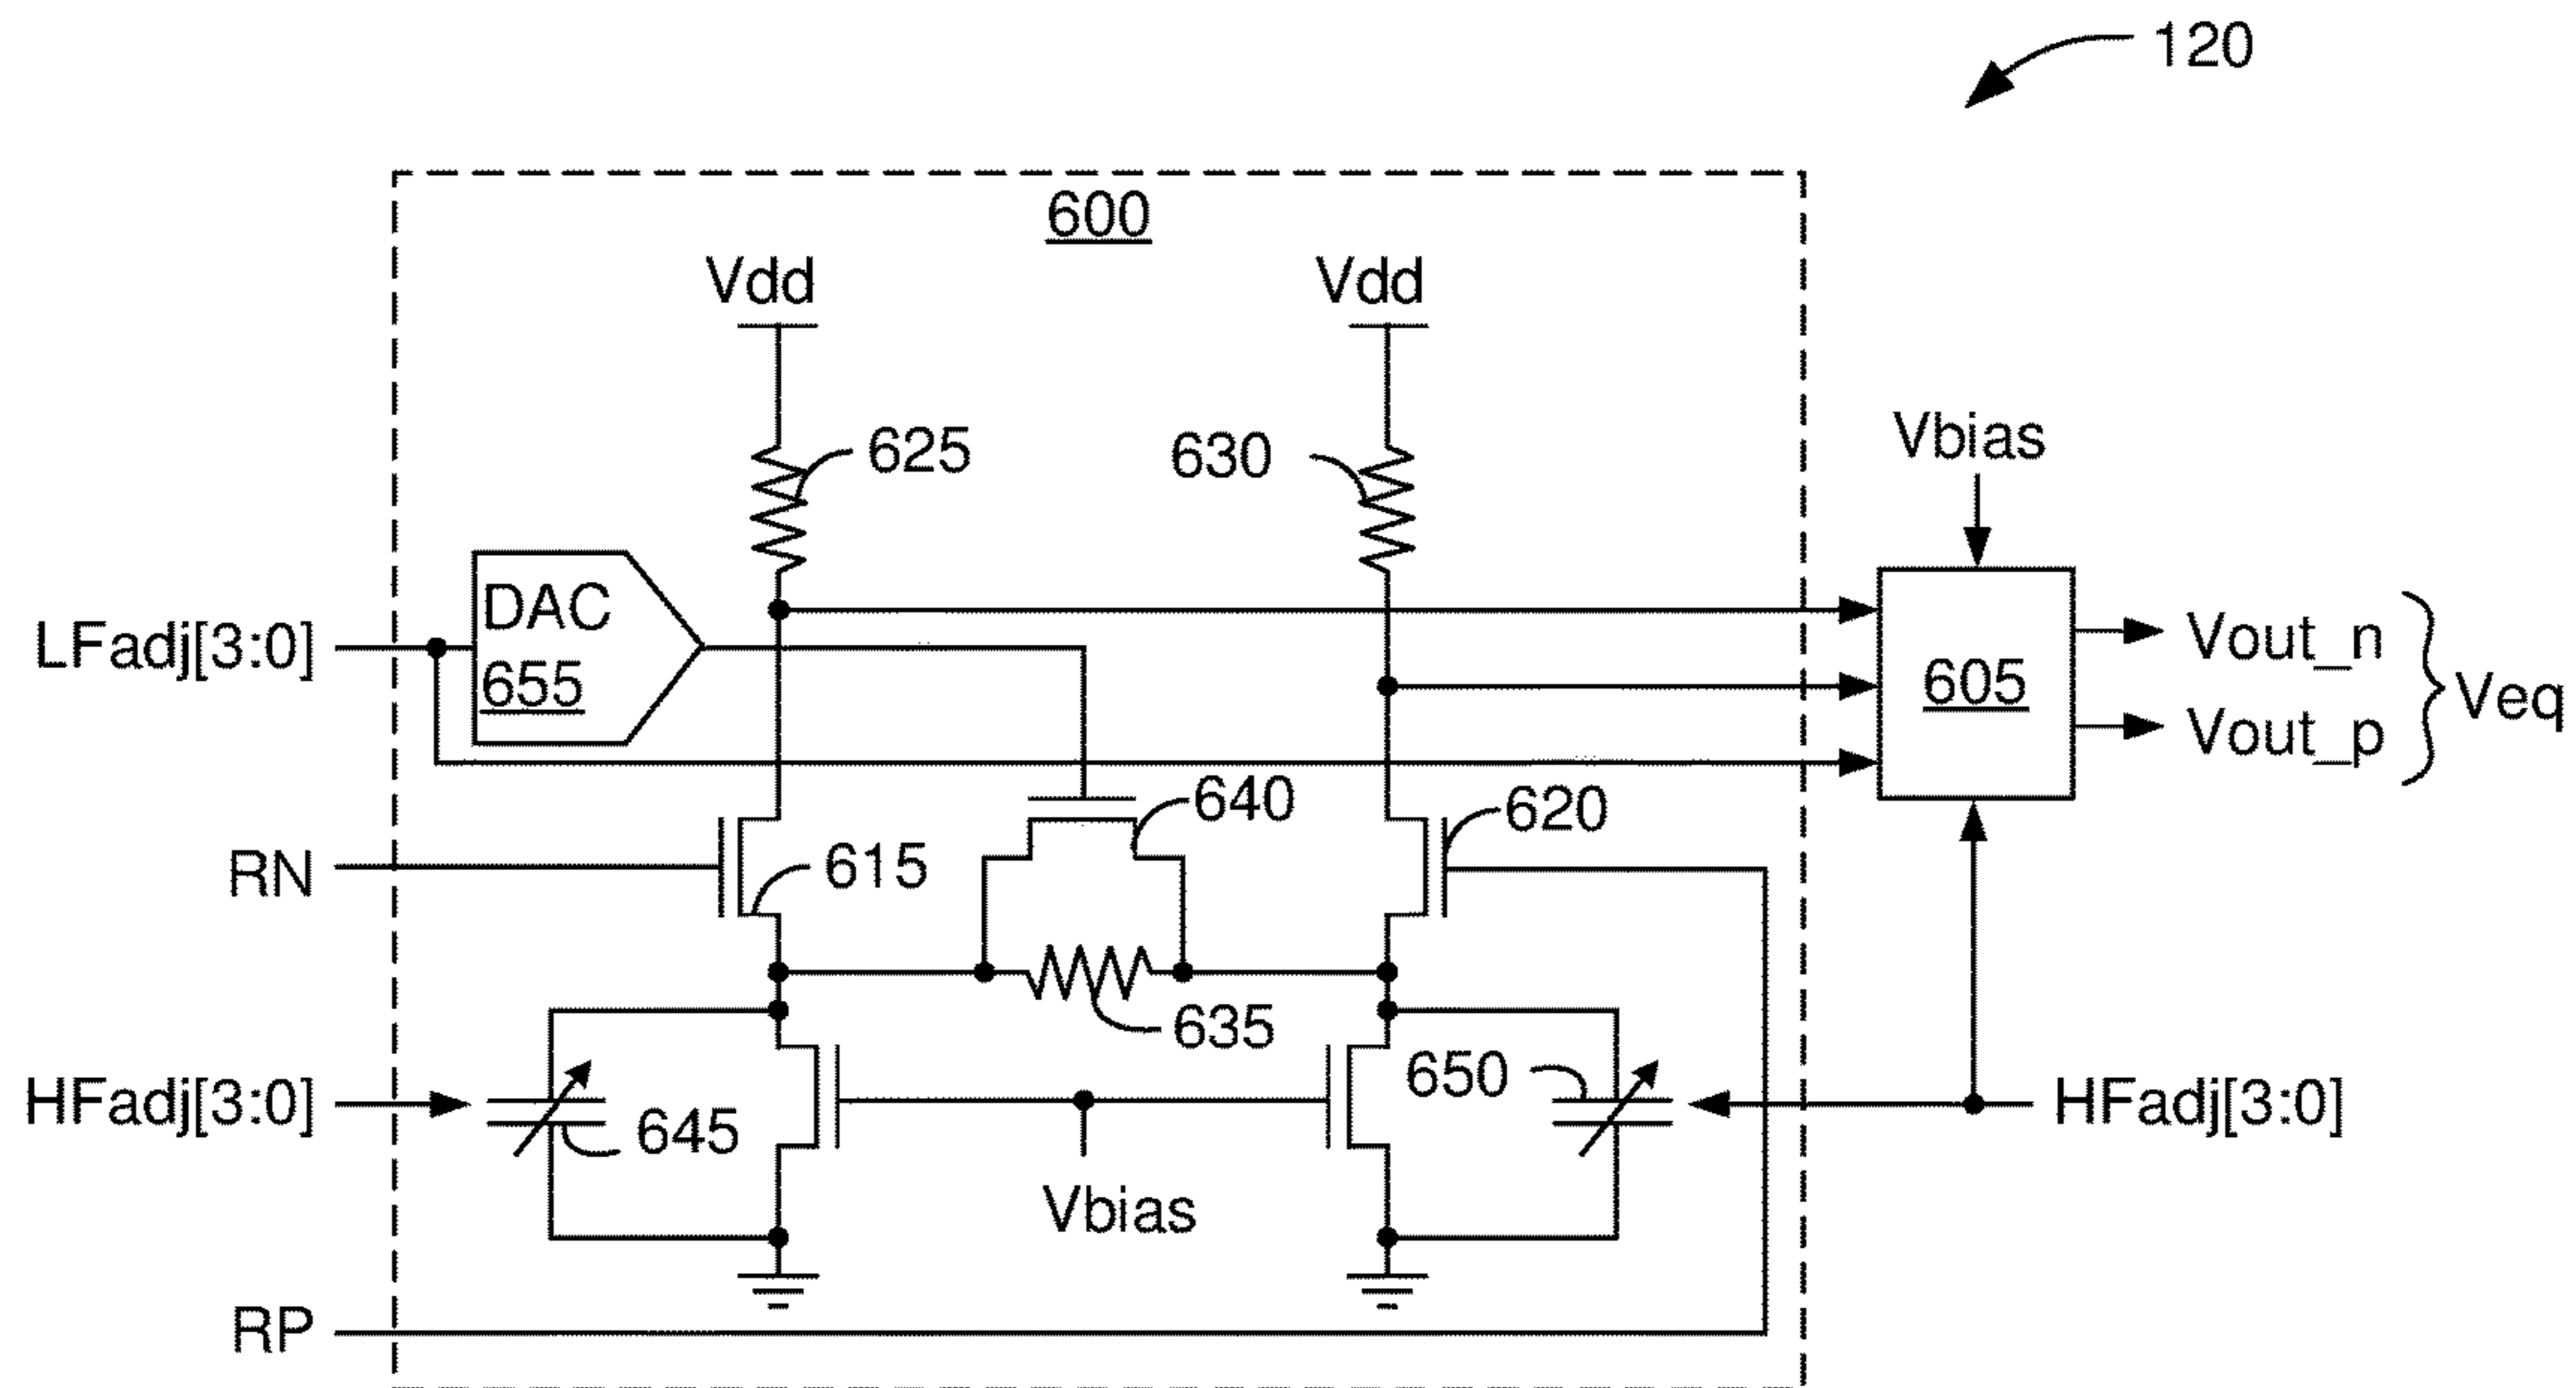 120
600
Vdd
Vdd
625
630
Vbias
DAC
655
LFadj[3:0]
605
Vout_n
Vout_p
Veq
640
620
RN
615
635
HFadj[3:0]
645
650
HFadj[3:0]
Vbias
RP